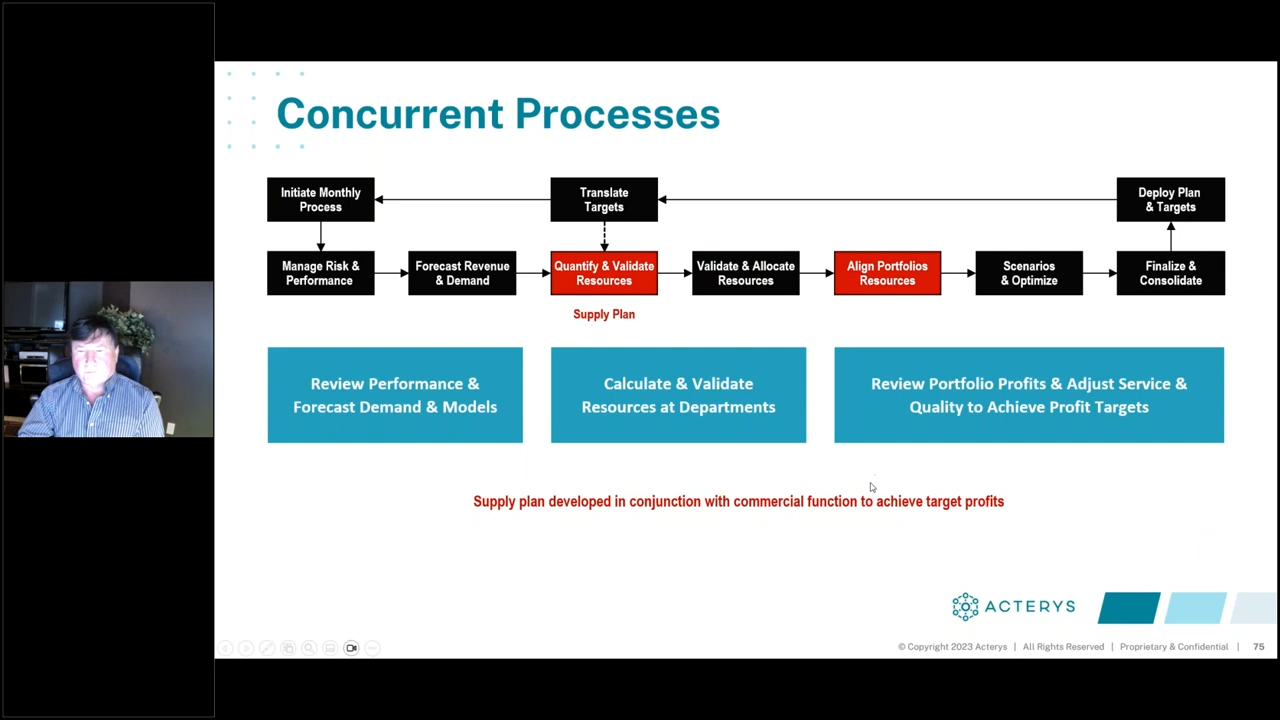 Concurrent Processes
Initiate Monthly
Process
Translate
Targets
Deploy Plan
& Targets
Manage Risk &
Performance
Forecast Revenue
& Demand
Quantify & Validate
Resources
Validate & Allocate
Resources
Align Portfolios
Resources
Scenarios
& Optimize
Finalize &
Consolidate
Supply Plan
Review Performance &
Forecast Demand & Models
Calculate & Validate
Resources at Departments
Review Portfolio Profits & Adjust Service &
Quality to Achieve Profit Targets
Supply plan developed in conjunction with commercial function to achieve target profits
ACTERYS
© Copyright 2023 Acterys | All Rights Reserved | Proprietary & Confidential | 75